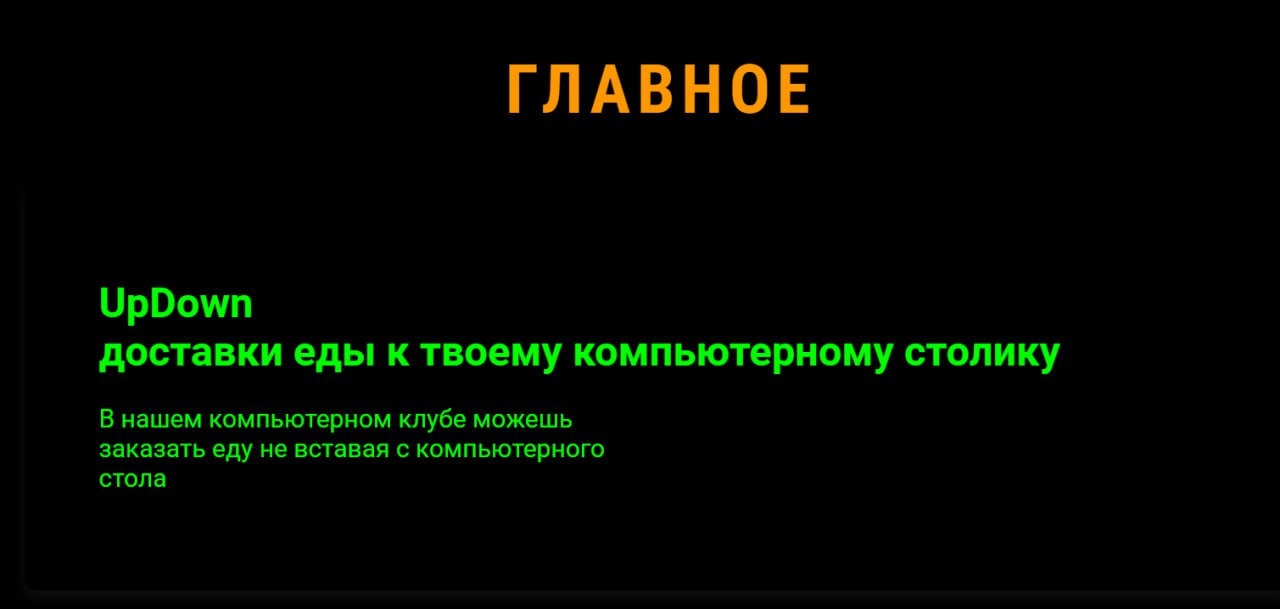 ГЛАВНОЕ
UpDown
доставки еды к твоему компьютерному столику
В нашем компьютерном клубе можешь
заказать еду не вставая с компьютерного
стола